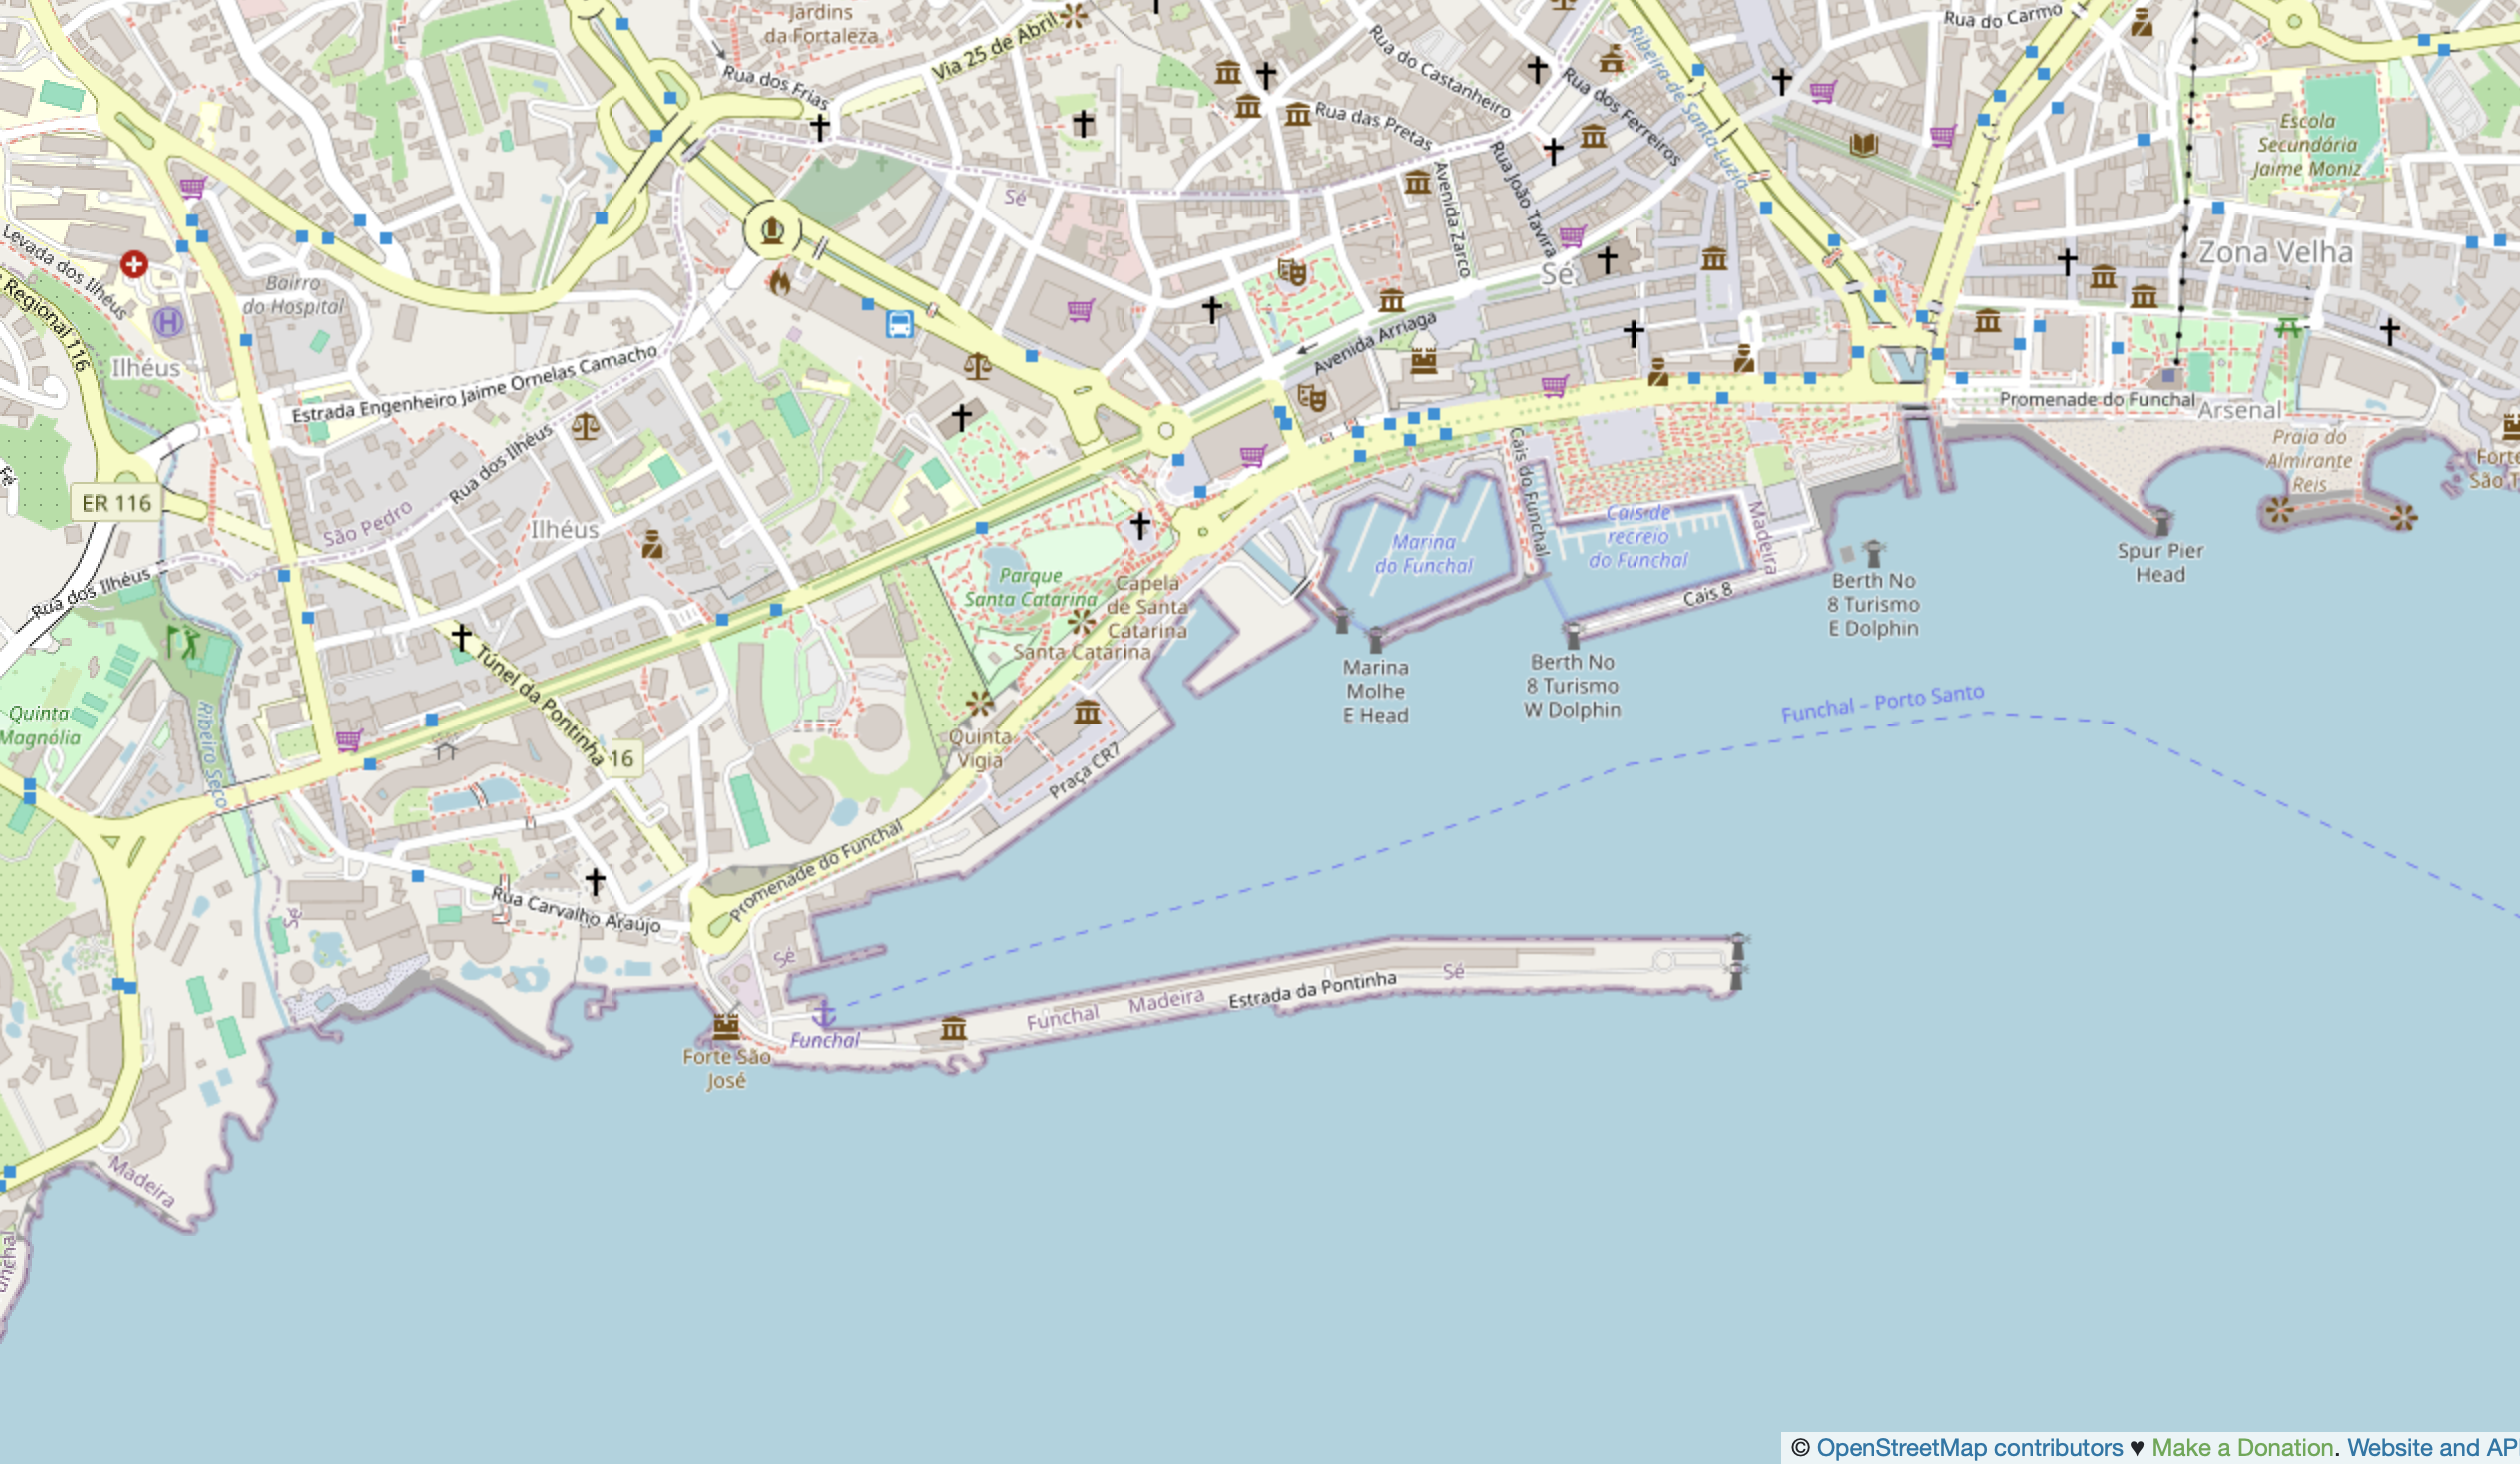 Jardins
da Fortaleza
Via 25 de Abril
Rua dos Frias
Rua do Castanheiro
Rua dos Ferreiros
Ribeira de Santa Luzia
Rua do Carmo
Rua das Pretas
Avenida Zarco
Rua João Tavira
Escola
Secundária
Jaime Moniz
Sé
Levada dos Ilhéus
Regional 116
Bairro
do Hospital
Ilhéus
Sé
Zona Velha
Estrada Engenheiro Jaime Ornelas Camacho
Avenida Arriaga
Promenade do Funchal
Arsenal
Praia do
Almirante
Reis
Forte
São T
Rua dos Ilhéus
São Pedro
ER 116
Ilhéus
Cais do Funchal
Marina
do Funchal
Cais de
recreio
do Funchal
Madeira
Cais 8
Spur Pier
Head
Berth No
8 Turismo
E Dolphin
Rua dos Ilhéus
Parque
Santa Catarina
Capela
de Santa
Catarina
Santa Catarina
Marina
Molhe
E Head
Berth No
8 Turismo
W Dolphin
Funchal – Porto Santo
Quinta
Magnólia
Ribeiro Seco
Túnel da Pontinha
16
Quinta
Vigia
Praça CR7
Promenade do Funchal
Rua Carvalho Araújo
Sé
Sé
Sé
Funchal
Madeira
Estrada da Pontinha
Funchal
Forte São
José
Madeira
unchal
© OpenStreetMap contributors ♥ Make a Donation. Website and AP